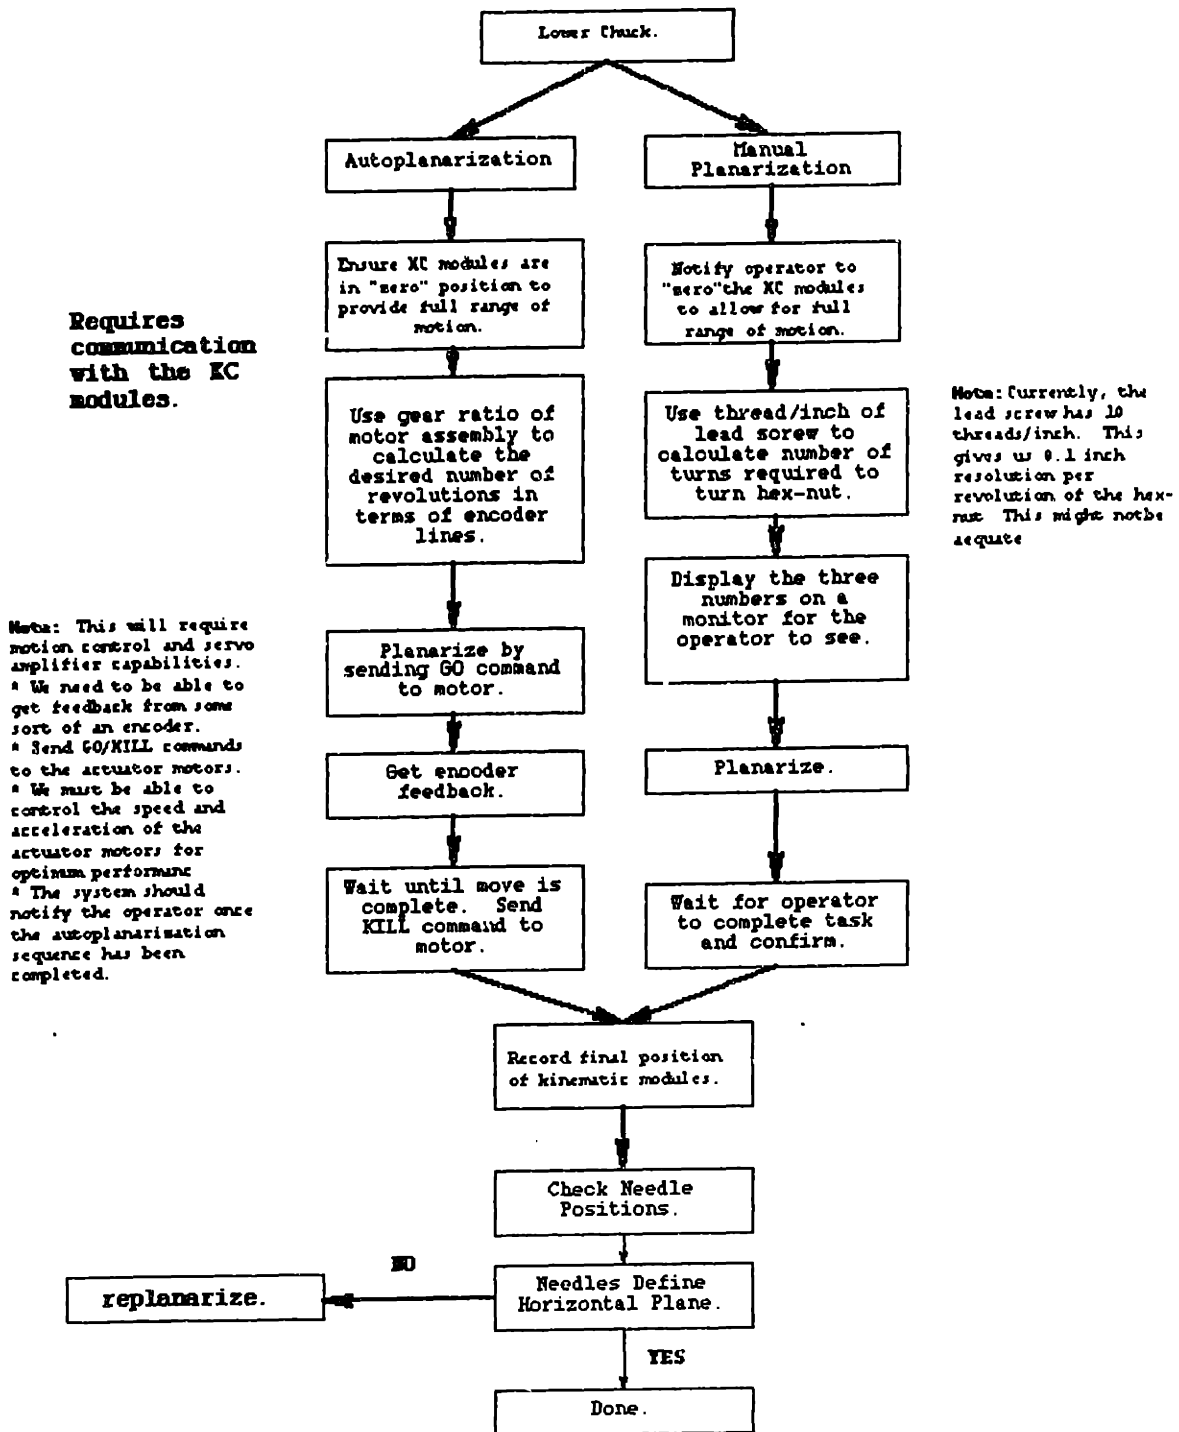 Lower Chuck.
Autoplanarization
Manual
Planarization
Ensure KC modules are
in "zero" position to
provide full range of
motion.
Notify operator to
"zero"the KC modules
to allow for full
range of motion.
Requires
communication
with the KC
modules.
Use gear ratio of
motor assembly to
calculate the
desired number of
revolutions in
terms of encoder
lines.
Use thread/inch of
lead screw to
calculate number of
turns required to
turn hex-nut.
Note: Currently, the
lead screw has 10
threads/inch. This
gives us 0.1 inch
resolution per
revolution of the hex-
nut This might notbe
aequate
Display the three
numbers on a
monitor for the
operator to see.
Note: This will require
motion control and servo
amplifier capabilities.
* We need to be able to
get feedback from some
sort of an encoder.
* Send GO/KILL commands
to the actuator motors.
* We must be able to
control the speed and
acceleration of the
actuator motors for
optimum performanc
* The system should
notify the operator once
the autoplanarization
sequence has been
completed.
Planarize by
sending GO command
to motor.
Get encoder
feedback.
Planarize.
Wait until move is
complete. Send
KILL command to
motor.
Wait for operator
to complete task
and confirm.
Record final position
of kinematic modules.
Check Needle
Positions.
NO
replanarize.
Needles Define
Horizontal Plane.
YES
Done.